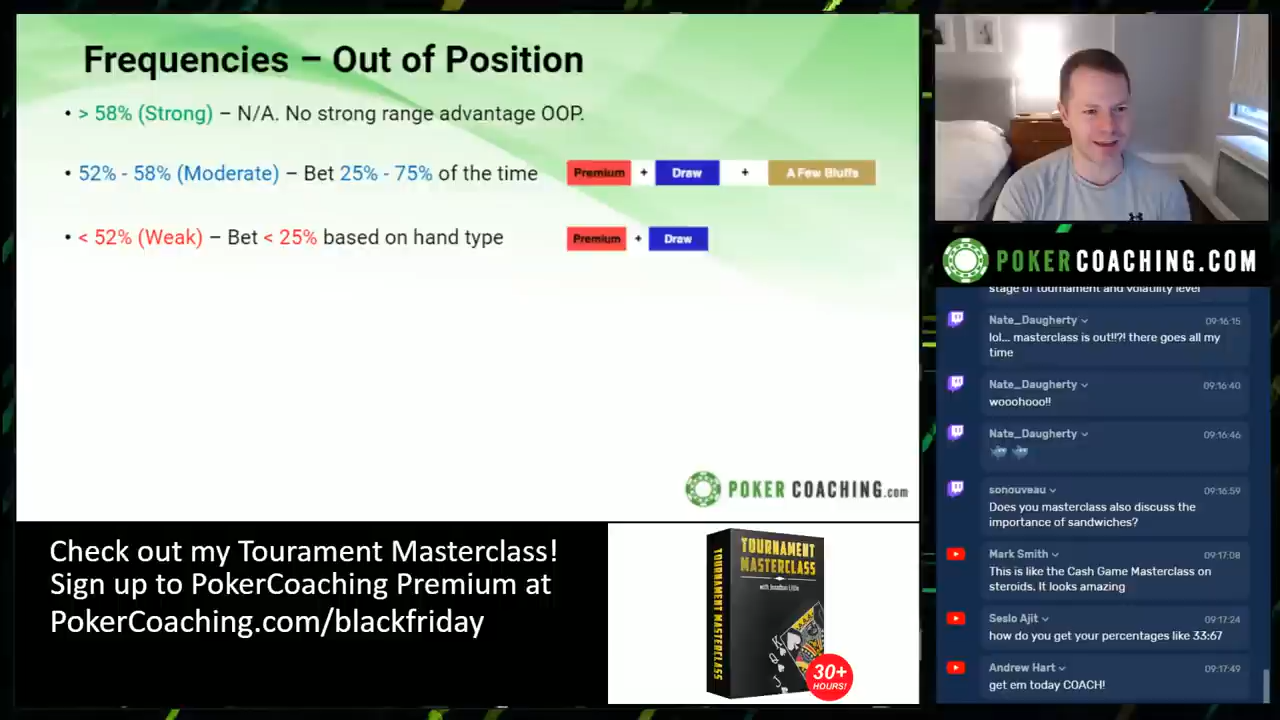 Frequencies – Out of Position
• > 58% (Strong) – N/A. No strong range advantage OOP.
• 52% - 58% (Moderate) – Bet 25% - 75% of the time
Premium + Draw + A Few Bluffs
• < 52% (Weak) – Bet < 25% based on hand type
Premium + Draw
POKER COACHING.com
Check out my Tourament Masterclass!
Sign up to PokerCoaching Premium at
PokerCoaching.com/blackfriday
TOURNAMENT MASTERCLASS
TOURNAMENT
MASTERCLASS
with Jonathan Little
30+
HOURS!
POKERCOACHING.COM
stage of tournament and volatility level
Nate_Daugherty 09:16:15
lol... masterclass is out!!?! there goes all my
time
Nate_Daugherty 09:16:40
wooohooo!!
Nate_Daugherty 09:16:46
sonouveau 09:16:59
Does you masterclass also discuss the
importance of sandwiches?
Mark Smith 09:17:08
This is like the Cash Game Masterclass on
steroids. It looks amazing
Seslo Ajit 09:17:24
how do you get your percentages like 33:67
Andrew Hart 09:17:49
get em today COACH!